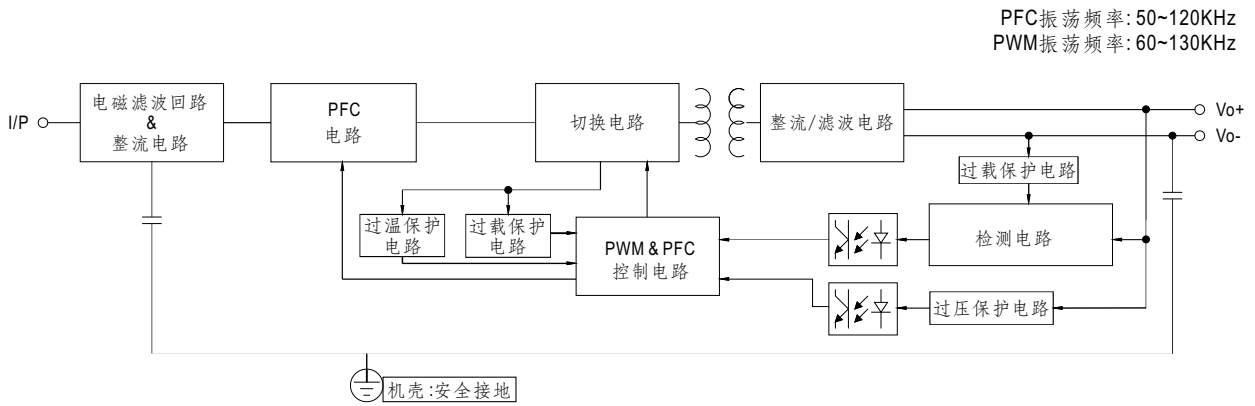 PFC振荡频率: 50~120KHz
PWM振荡频率: 60~130KHz
I/P
电磁滤波回路
&
整流电路
PFC
电路
切换电路
整流/滤波电路
Vo+
Vo-
过载保护电路
过温保护
电路
过载保护
电路
PWM & PFC
控制电路
检测电路
过压保护电路
机壳:安全接地